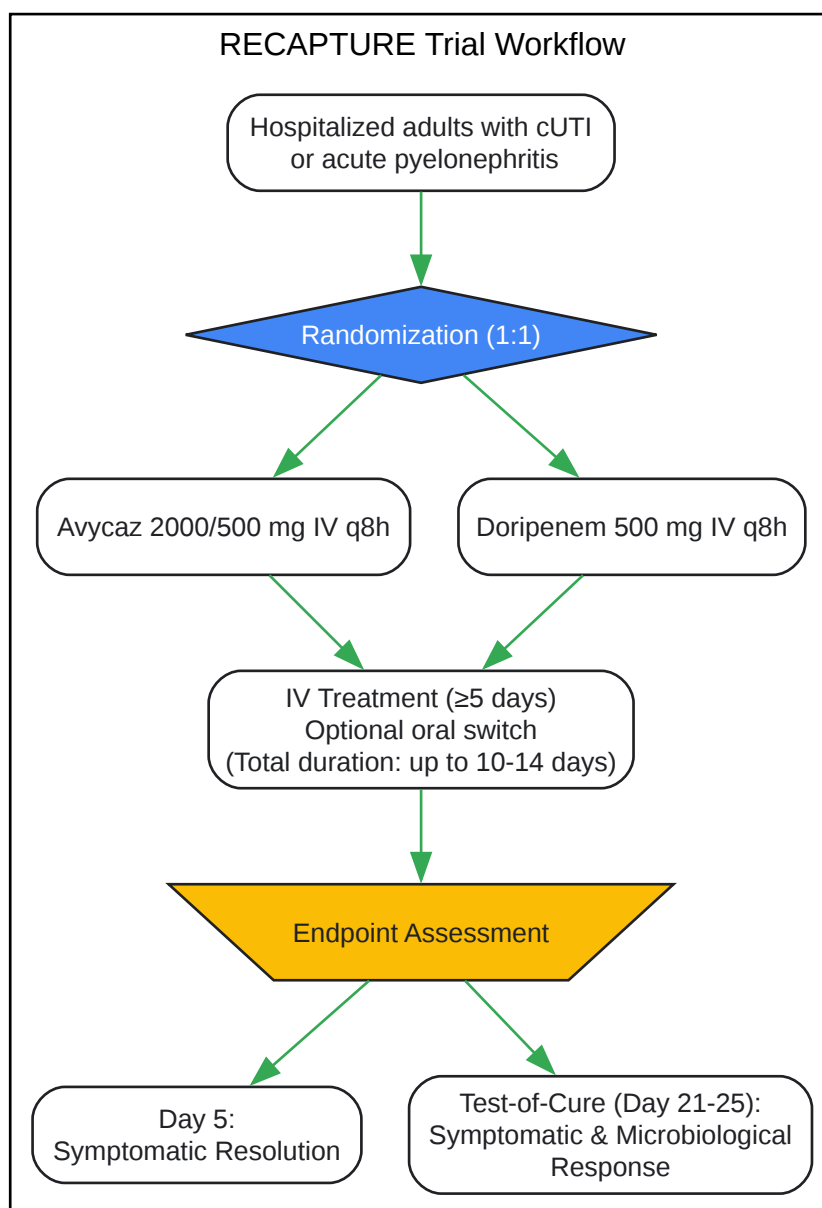 RECAPTURE Trial Workflow
Hospitalized adults with cUTI
or acute pyelonephritis
Randomization (1:1)
Avycaz 2000/500 mg IV q8h
Doripenem 500 mg IV q8h
IV Treatment (≥5 days)
Optional oral switch
(Total duration: up to 10-14 days)
Endpoint Assessment
Day 5:
Symptomatic Resolution
Test-of-Cure (Day 21-25):
Symptomatic & Microbiological
Response